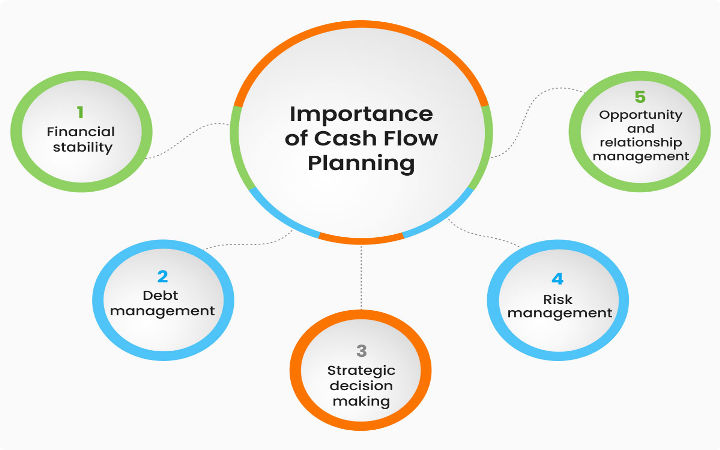 Importance
of Cash Flow
Planning
1
Financial
stability
2
Debt
management
3
Strategic
decision
making
4
Risk
management
5
Opportunity
and
relationship
management